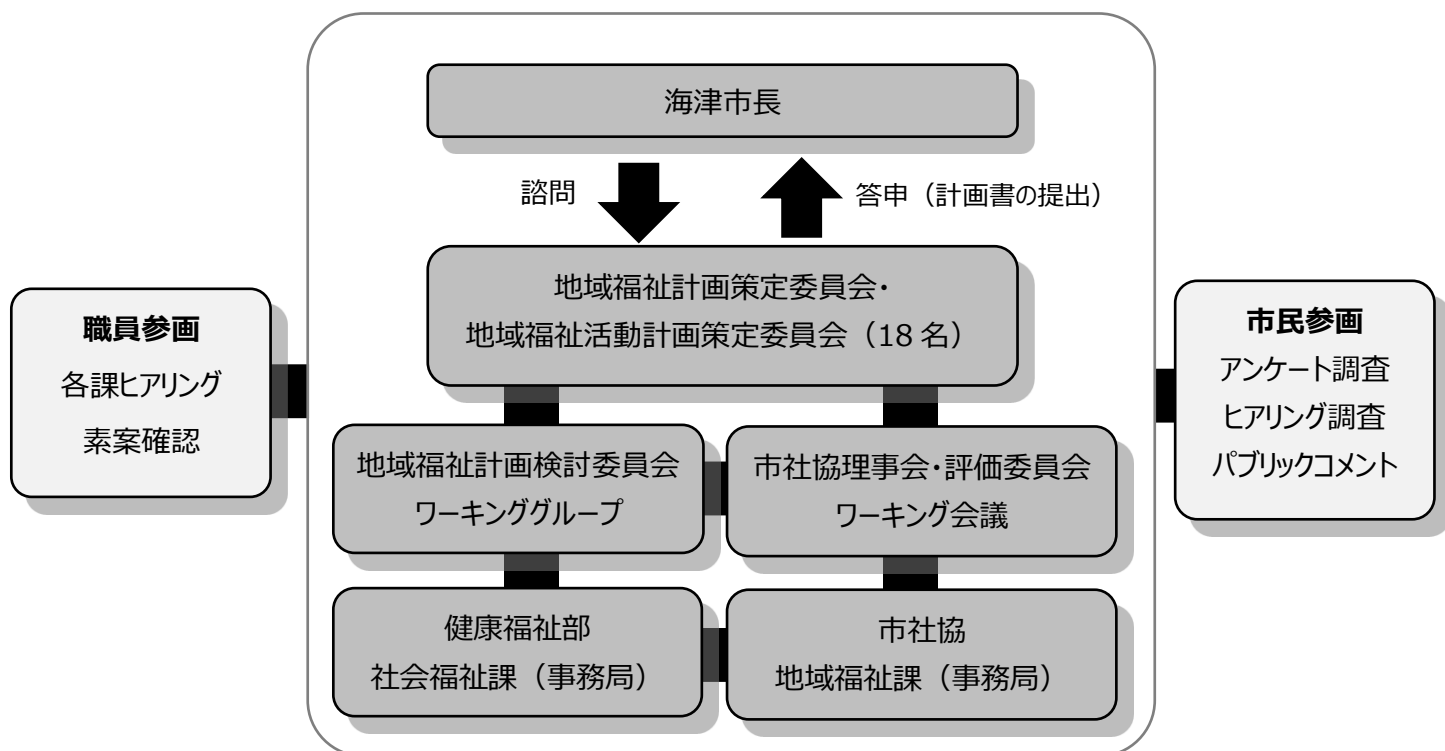 海津市長
諮問
答申（計画書の提出）
地域福祉計画策定委員会・
地域福祉活動計画策定委員会（18 名）
職員参画
各課ヒアリング
素案確認
市民参画
アンケート調査
ヒアリング調査
パブリックコメント
地域福祉計画検討委員会
ワーキンググループ
市社協理事会・評価委員会
ワーキング会議
健康福祉部
社会福祉課（事務局）
市社協
地域福祉課（事務局）